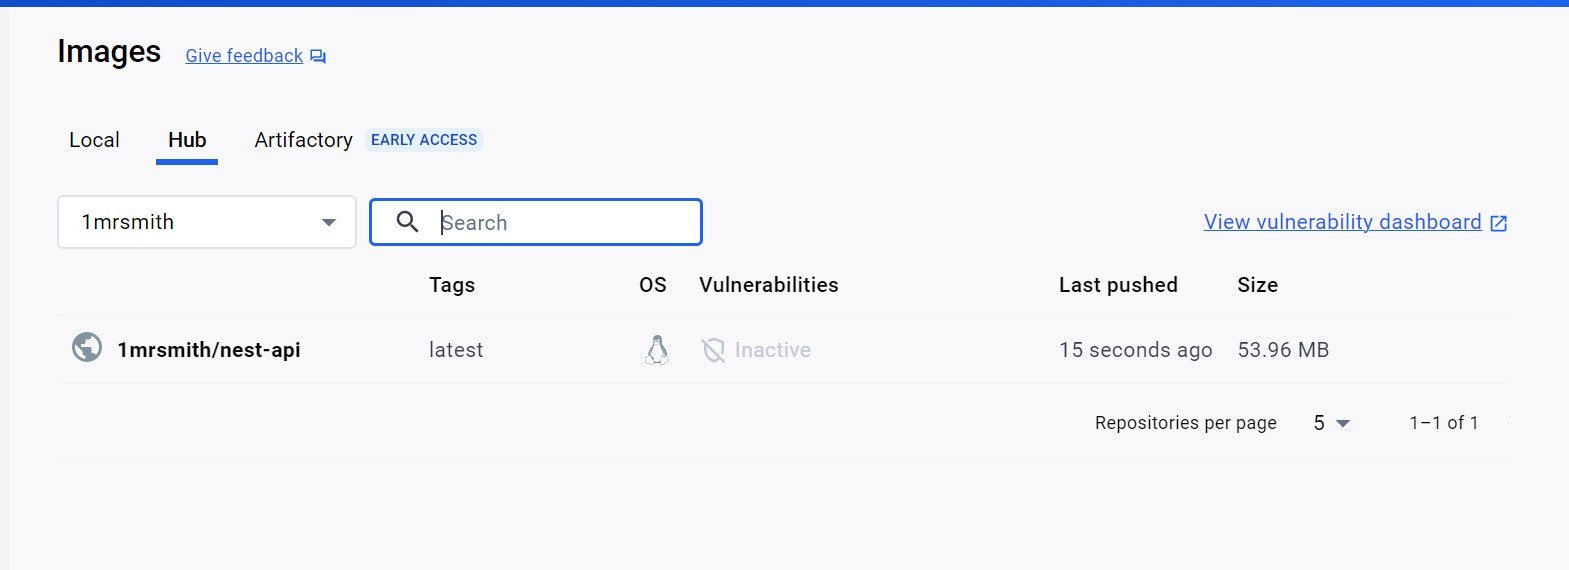 Images Give feedback
Local Hub Artifactory EARLY ACCESS
1mrsmith Search View vulnerability dashboard
Tags OS Vulnerabilities Last pushed Size
1mrsmith/nest-api latest Inactive 15 seconds ago 53.96 MB
Repositories per page 5 1–1 of 1